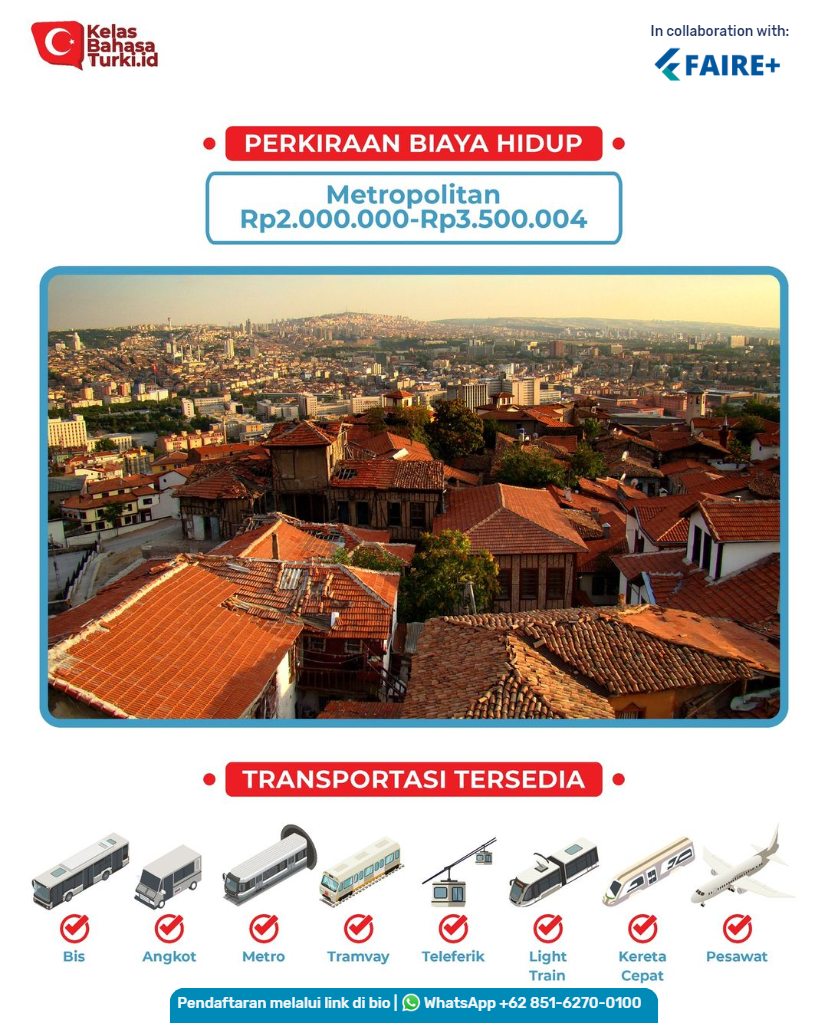 Kelas
Bahasa
Turki.id
In collaboration with:
FAIRE+
PERKIRAAN BIAYA HIDUP
Metropolitan
Rp2.000.000-Rp3.500.004
TRANSPORTASI TERSEDIA
Bis
Angkot
Metro
Tramvay
Teleferik
Light
Train
Kereta
Cepat
Pesawat
Pendaftaran melalui link di bio | WhatsApp +62 851-6270-0100